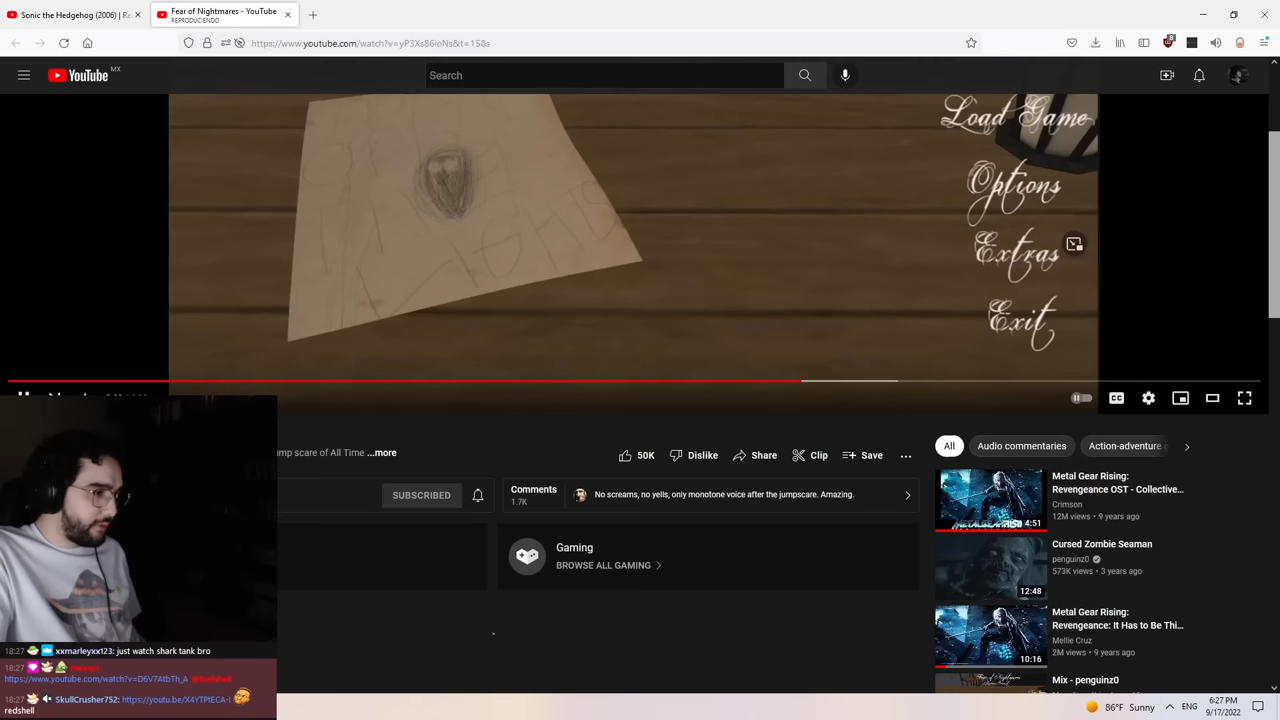 Sonic the Hedgehog (2006) | Re
Fear of Nightmares - YouTube
REPRODUCIENDO
https://www.youtube.com/watch?v=yP3Xs86ioNs&t=158s
8
YouTube MX
Search
Load Game
Options
Extras
Exit
CC
ump scare of All Time ...more
50K
Dislike
Share
Clip
Save
SUBSCRIBED
Comments
1.7K
No screams, no yells, only monotone voice after the jumpscare. Amazing.
Gaming
BROWSE ALL GAMING
All
Audio commentaries
Action-adventure g
Metal Gear Rising:
Revengeance OST - Collective...
Crimson
12M views • 9 years ago
4:51
Cursed Zombie Seaman
penguinz0
573K views • 3 years ago
12:48
Metal Gear Rising:
Revengeance: It Has to Be Thi...
Mellie Cruz
2M views • 9 years ago
10:16
Mix - penguinz0
18:27 xxmarleyxx123: just watch shark tank bro
18:27
https://www.youtube.com/watch?v=D6V7AtbTh_A @Redshell
18:27 SkullCrusher752: https://youtu.be/X4YTPtECA-I
redshell
86°F Sunny
ENG
6:27 PM
9/17/2022